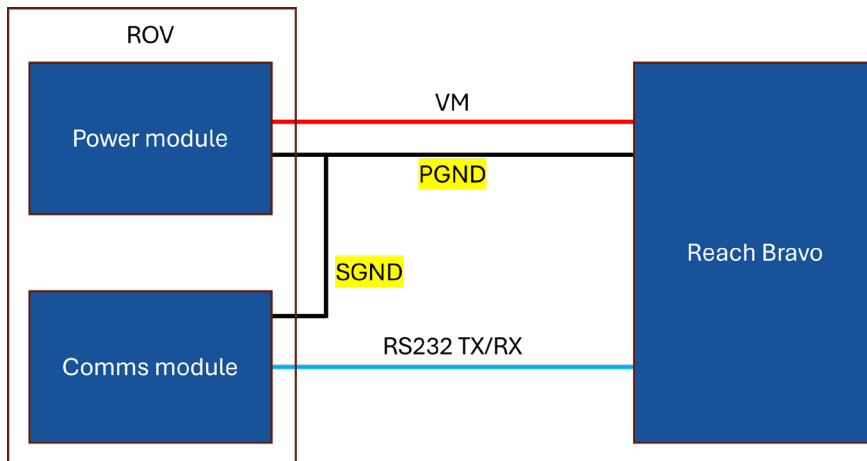 ROV
Power module
VM
PGND
Reach Bravo
SGND
Comms module
RS232 TX/RX